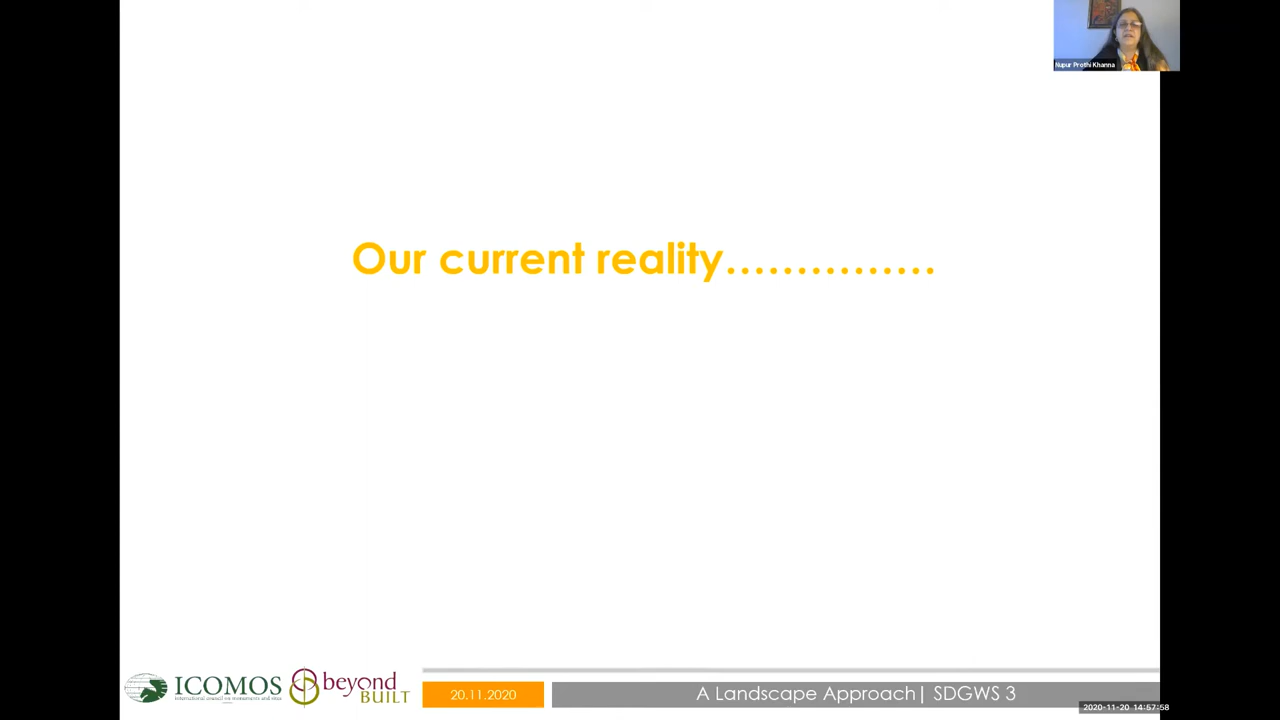 Nupur Prothi Khanna
Our current reality……………
ICOMOS
international council on monuments and sites
beyond
BUILT
20.11.2020
A Landscape Approach| SDGWS 3
2020-11-20 14:57:58